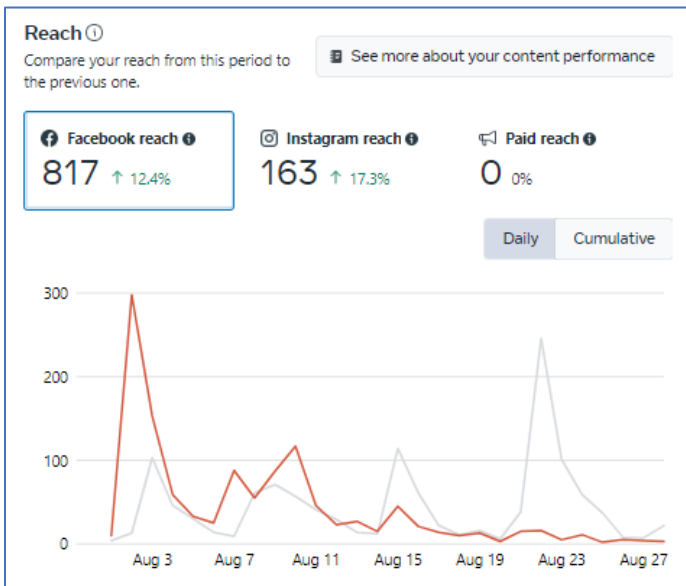 Reach
Compare your reach from this period to
the previous one.
See more about your content performance
Facebook reach
817 ↑ 12.4%
Instagram reach
163 ↑ 17.3%
Paid reach
0 0%
Daily
Cumulative
300
200
100
0
Aug 3 Aug 7 Aug 11 Aug 15 Aug 19 Aug 23 Aug 27